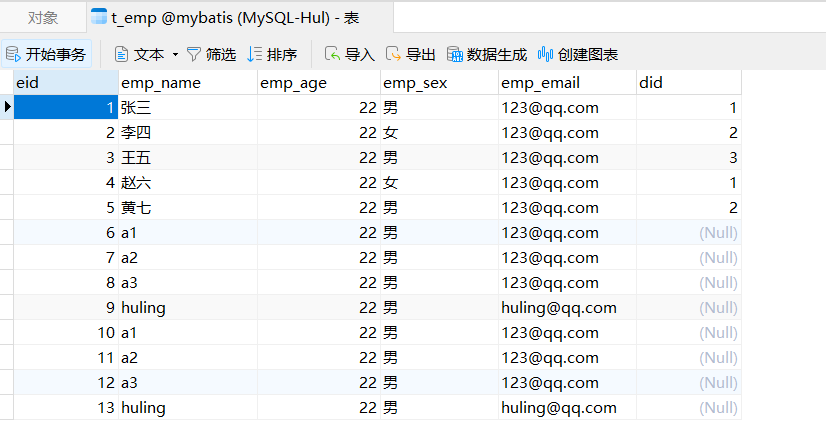 对象 t_emp @mybatis (MySQL-Hul) - 表
开始事务 文本 筛选 排序 导入 导出 数据生成 创建图表
eid emp_name emp_age emp_sex emp_email did
1 张三 22 男 123@qq.com 1
2 李四 22 女 123@qq.com 2
3 王五 22 男 123@qq.com 3
4 赵六 22 女 123@qq.com 1
5 黄七 22 男 123@qq.com 2
6 a1 22 男 123@qq.com (Null)
7 a2 22 男 123@qq.com (Null)
8 a3 22 男 123@qq.com (Null)
9 huling 22 男 huling@qq.com (Null)
10 a1 22 男 123@qq.com (Null)
11 a2 22 男 123@qq.com (Null)
12 a3 22 男 123@qq.com (Null)
13 huling 22 男 huling@qq.com (Null)